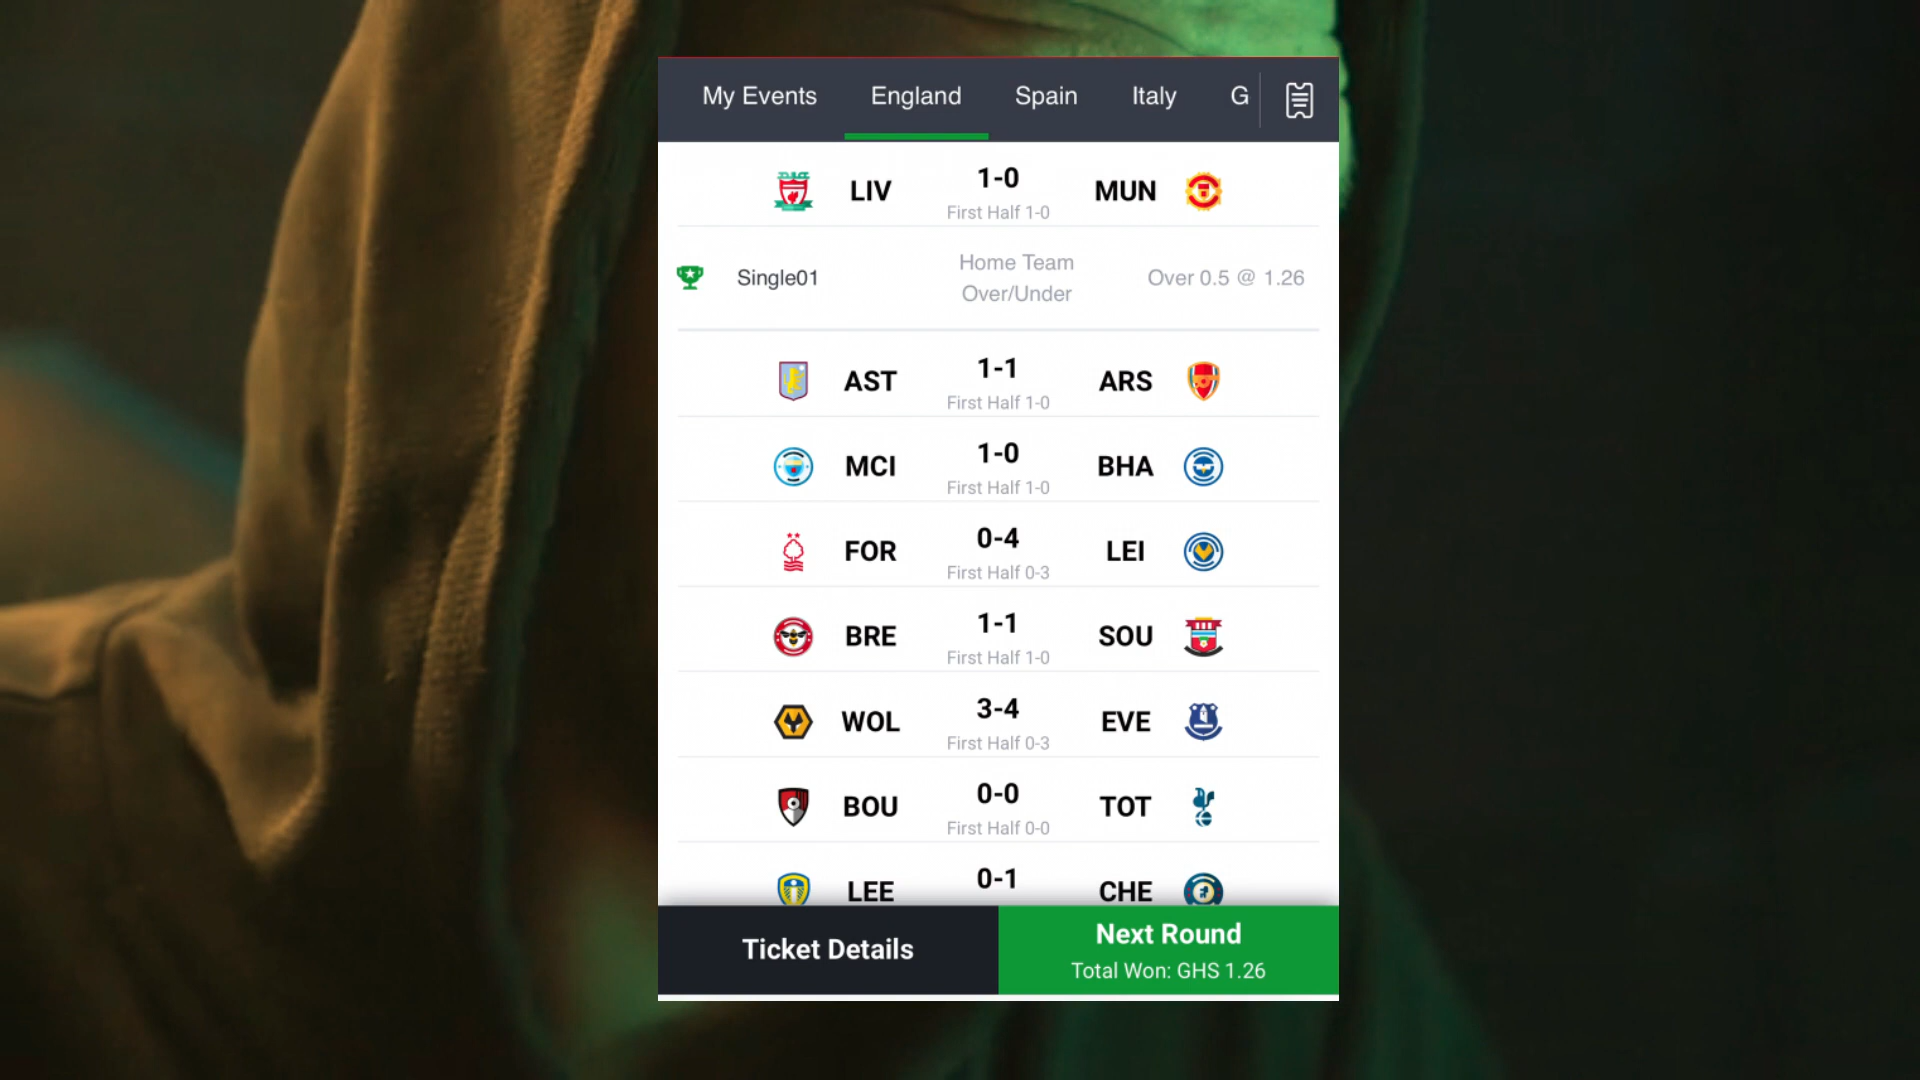 My Events England Spain Italy G
LIV 1-0 MUN
First Half 1-0
Single01 Home Team Over/Under Over 0.5 @ 1.26
AST 1-1 ARS
First Half 1-0
MCI 1-0 BHA
First Half 1-0
FOR 0-4 LEI
First Half 0-3
BRE 1-1 SOU
First Half 1-0
WOL 3-4 EVE
First Half 0-3
BOU 0-0 TOT
First Half 0-0
LEE 0-1 CHE
Ticket Details
Next Round
Total Won: GHS 1.26